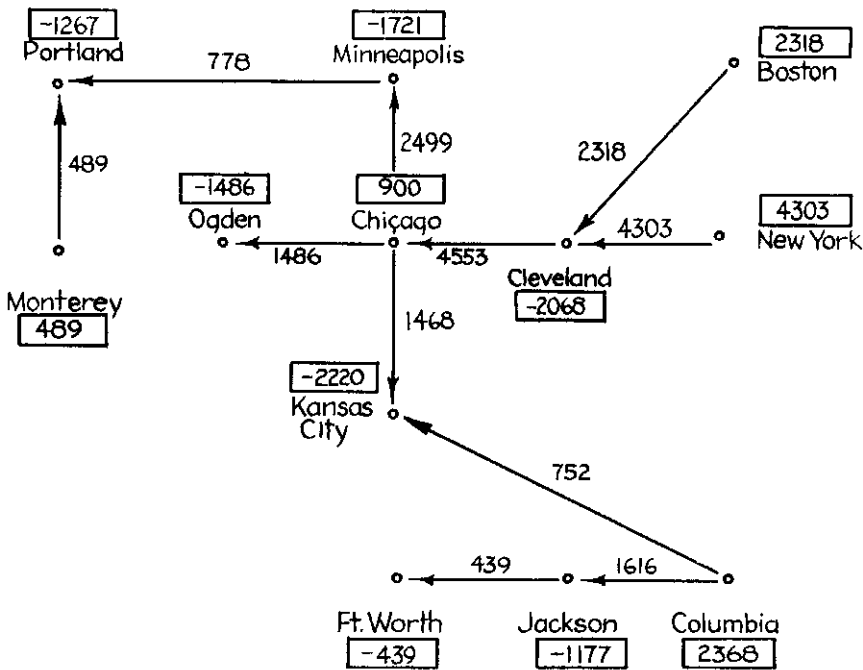 -1267
Portland
-1721
Minneapolis
2318
Boston
778
2499
2318
489
-1486
Ogden
900
Chicago
4303
New York
4303
1486
4553
Cleveland
-2068
Monterey
489
1468
-2220
Kansas
City
752
439
1616
Ft. Worth
-439
Jackson
-1177
Columbia
2368